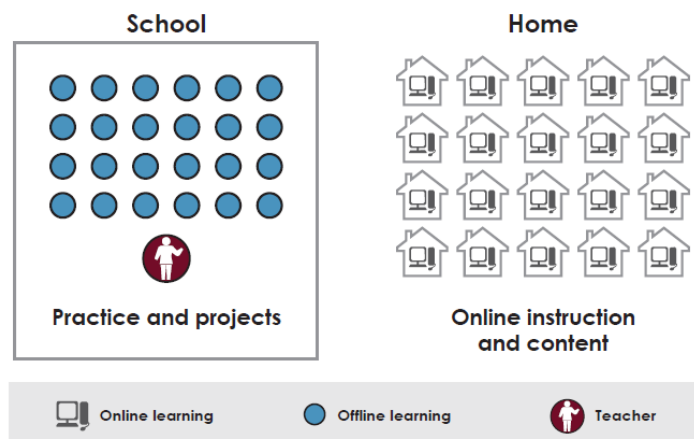 School
Home
Practice and projects
Online instruction
and content
Online learning
Offline learning
Teacher